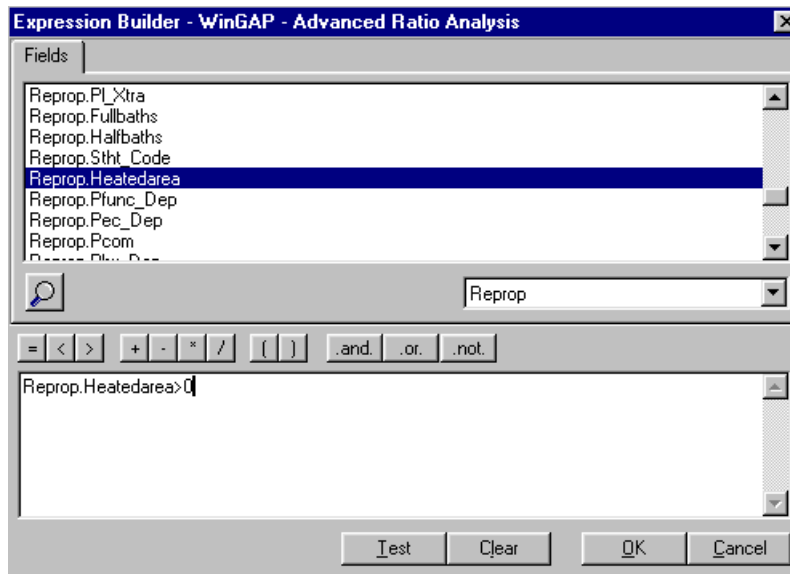 Expression Builder - WinGAP - Advanced Ratio Analysis
Fields
Reprop.Pl_Xtra
Reprop.Fullbaths
Reprop.Halfbaths
Reprop.Stht_Code
Reprop.Heatedarea
Reprop.Pfunc_Dep
Reprop.Pec_Dep
Reprop.Pcom
Reprop
= < > + - * / ( ) .and. .or. .not.
Reprop.Heatedarea>0
Test Clear OK Cancel